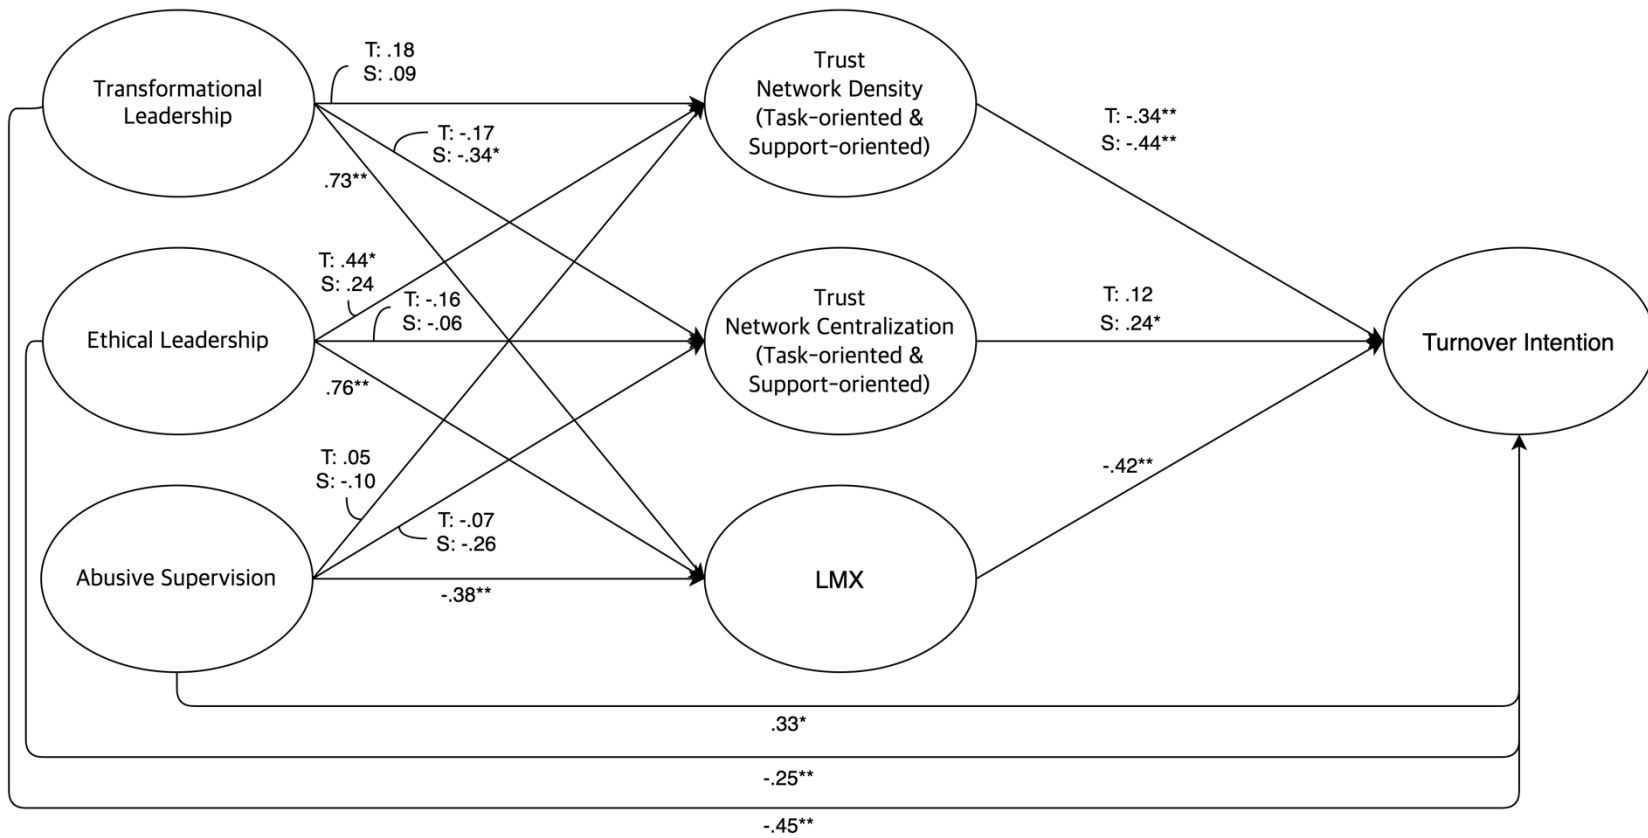 T: .18
S: .09
Transformational
Leadership
Trust
Network Density
(Task-oriented &
Support-oriented)
T: -.17
S: -.34*
.73**
T: -.34**
S: -.44**
T: .44*
S: .24
T: -.16
S: -.06
Ethical Leadership
.76**
Trust
Network Centralization
(Task-oriented &
Support-oriented)
T: .12
S: .24*
Turnover Intention
T: .05
S: -.10
T: -.07
S: -.26
Abusive Supervision
-.38**
LMX
-.42**
.33*
-.25**
-.45**